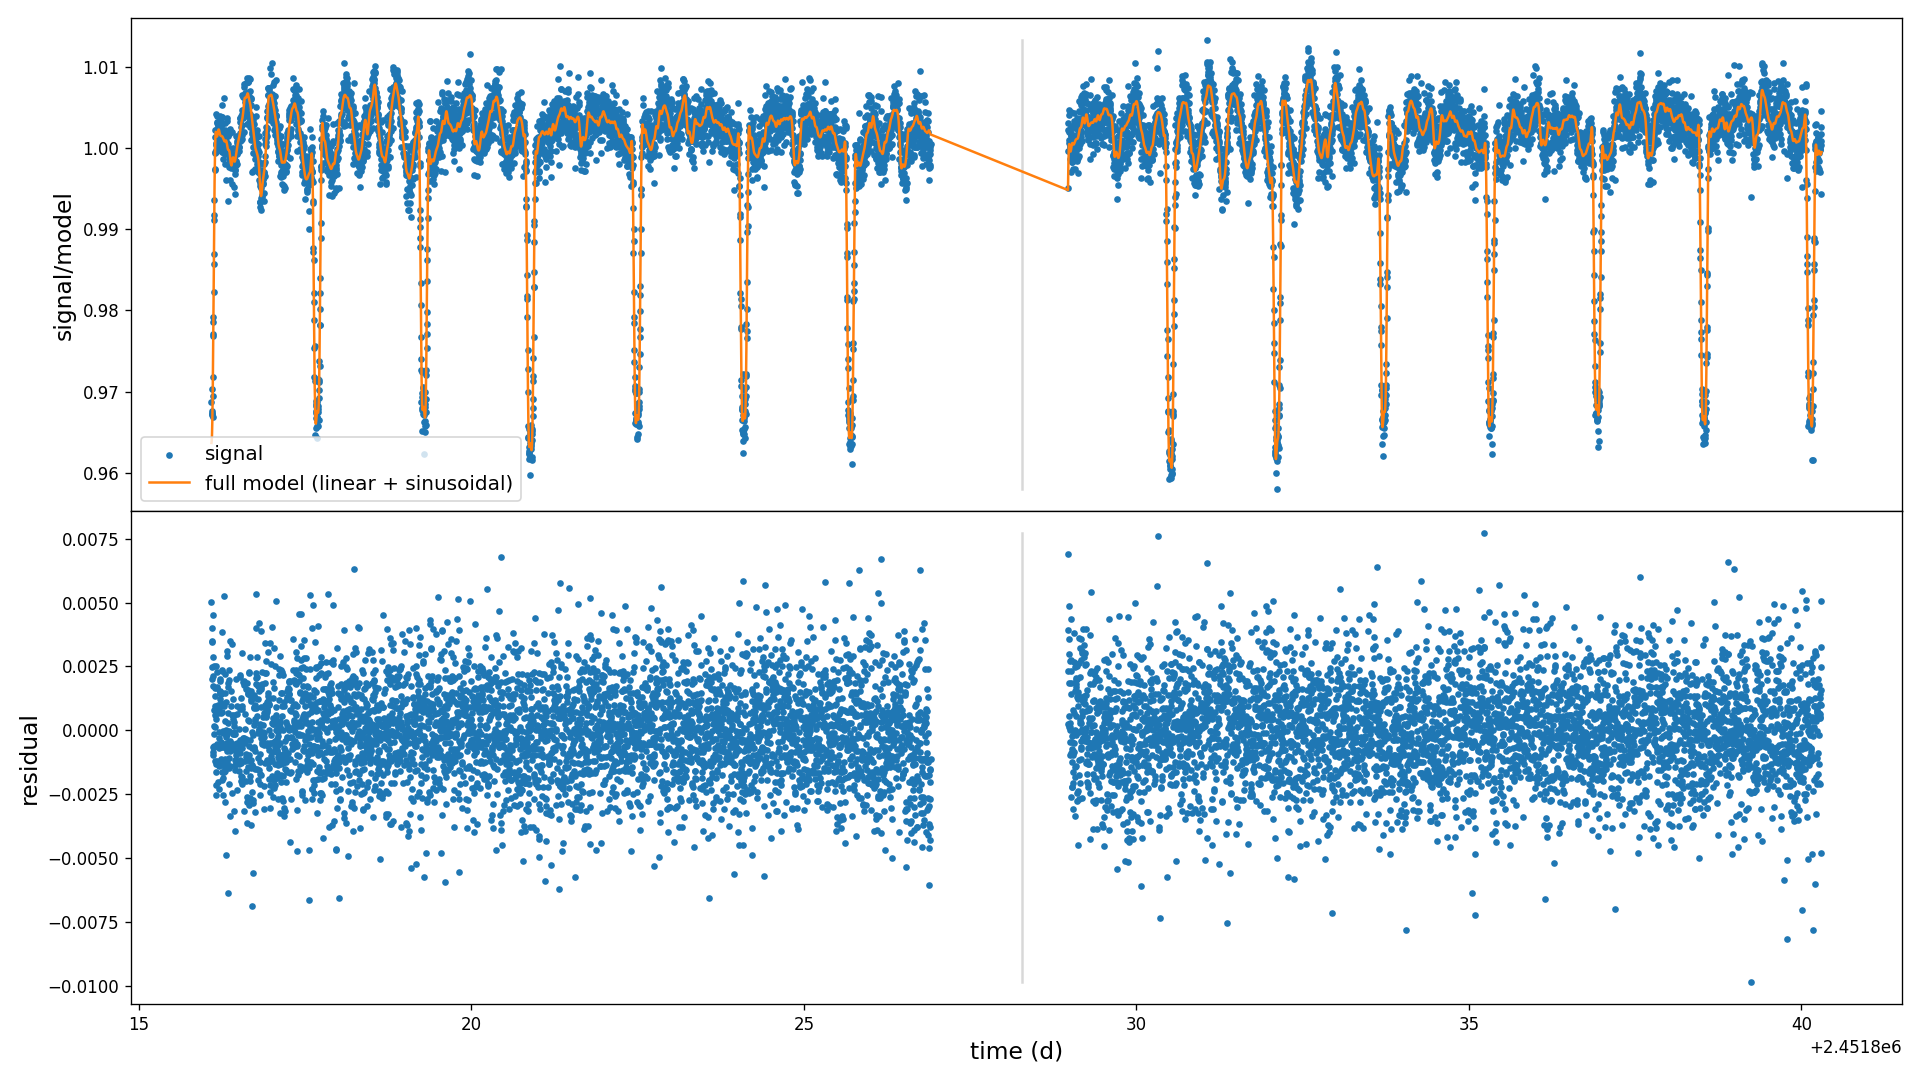 signal/model
1.01
1.00
0.99
0.98
0.97
0.96
signal
full model (linear + sinusoidal)
residual
0.0075
0.0050
0.0025
0.0000
−0.0025
−0.0050
−0.0075
−0.0100
15 20 25 30 35 40
time (d)
+2.4518e6